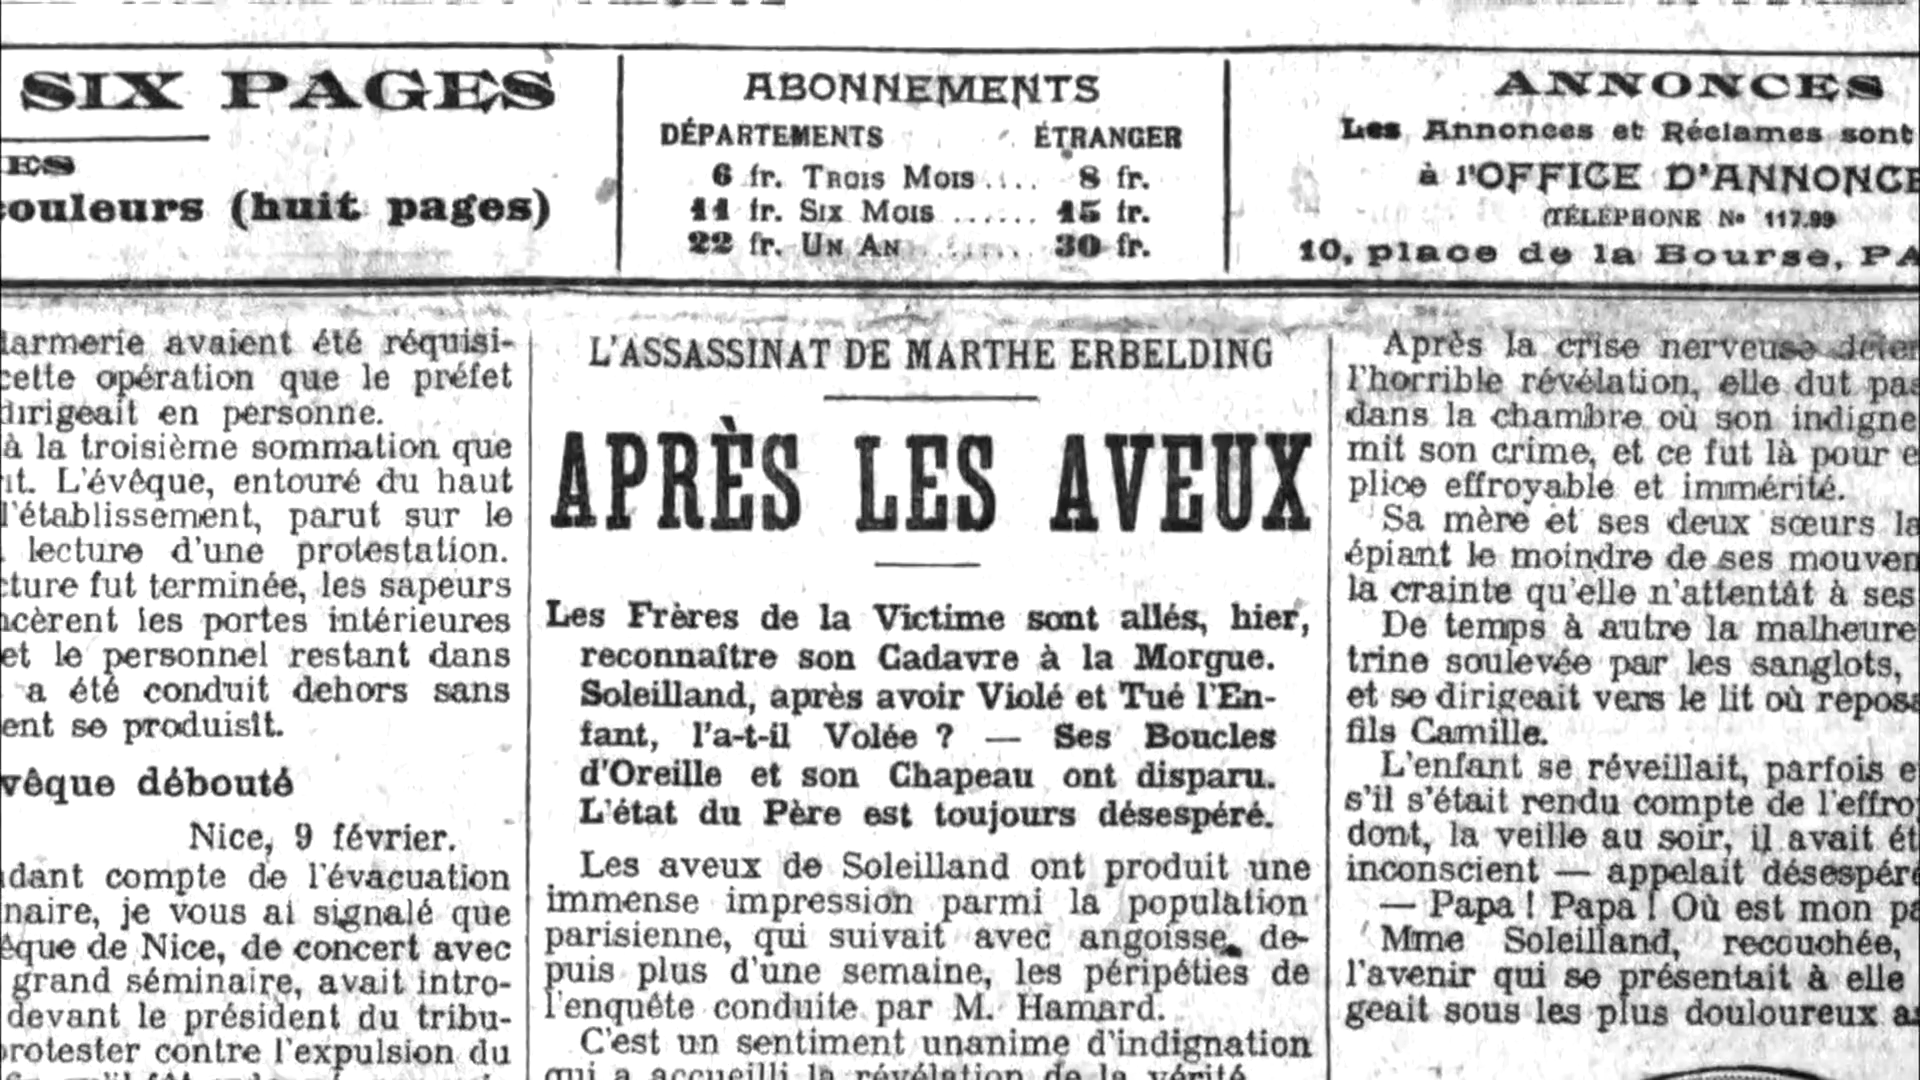 SIX PAGES
ES
couleurs (huit pages)
ABONNEMENTS
DÉPARTEMENTS ÉTRANGER
6 fr. TROIS MOIS.... 8 fr.
11 fr. SIX MOIS ...... 15 fr.
22 fr. UN AN ...... 30 fr.
ANNONCES
Les Annonces et Réclames sont
à l'OFFICE D'ANNONCE
(TÉLÉPHONE N° 117.99
10, place de la Bourse, PA
larmerie avaient été réquisi-
cette opération que le préfet
dirigeait en personne.
à la troisième sommation que
it. L'évêque, entouré du haut
l'établissement, parut sur le
lecture d'une protestation.
cture fut terminée, les sapeurs
ncèrent les portes intérieures
et le personnel restant dans
a été conduit dehors sans
ent se produisît.
vêque débouté
Nice, 9 février.
dant compte de l'évacuation
naire, je vous ai signalé que
êque de Nice, de concert avec
grand séminaire, avait intro-
devant le président du tribu-
protester contre l'expulsion du
L'ASSASSINAT DE MARTHE ERBELDING
APRÈS LES AVEUX
Les Frères de la Victime sont allés, hier,
reconnaître son Cadavre à la Morgue.
Soleilland, après avoir Violé et Tué l'En-
fant, l'a-t-il Volée ? — Ses Boucles
d'Oreille et son Chapeau ont disparu.
L'état du Père est toujours désespéré.
Les aveux de Soleilland ont produit une
immense impression parmi la population
parisienne, qui suivait avec angoisse, de-
puis plus d'une semaine, les péripéties de
l'enquête conduite par M. Hamard.
C'est un sentiment unanime d'indignation
qui a accueilli la révélation de la vérité.
Après la crise nerveuse
l'horrible révélation, elle dut pas
dans la chambre où son indigne
mit son crime, et ce fut là pour e
plice effroyable et immérité.
Sa mère et ses deux sœurs la
épiant le moindre de ses mouvem
la crainte qu'elle n'attentât à ses
De temps à autre la malheure
trine soulevée par les sanglots,
et se dirigeait vers le lit où reposa
fils Camille.
L'enfant se réveillait, parfois e
s'il s'était rendu compte de l'effro
dont, la veille au soir, il avait ét
inconscient — appelait désespéré
— Papa ! Papa ! Où est mon pa
Mme Soleilland, recouchée,
l'avenir qui se présentait à elle
geait sous les plus douloureux as